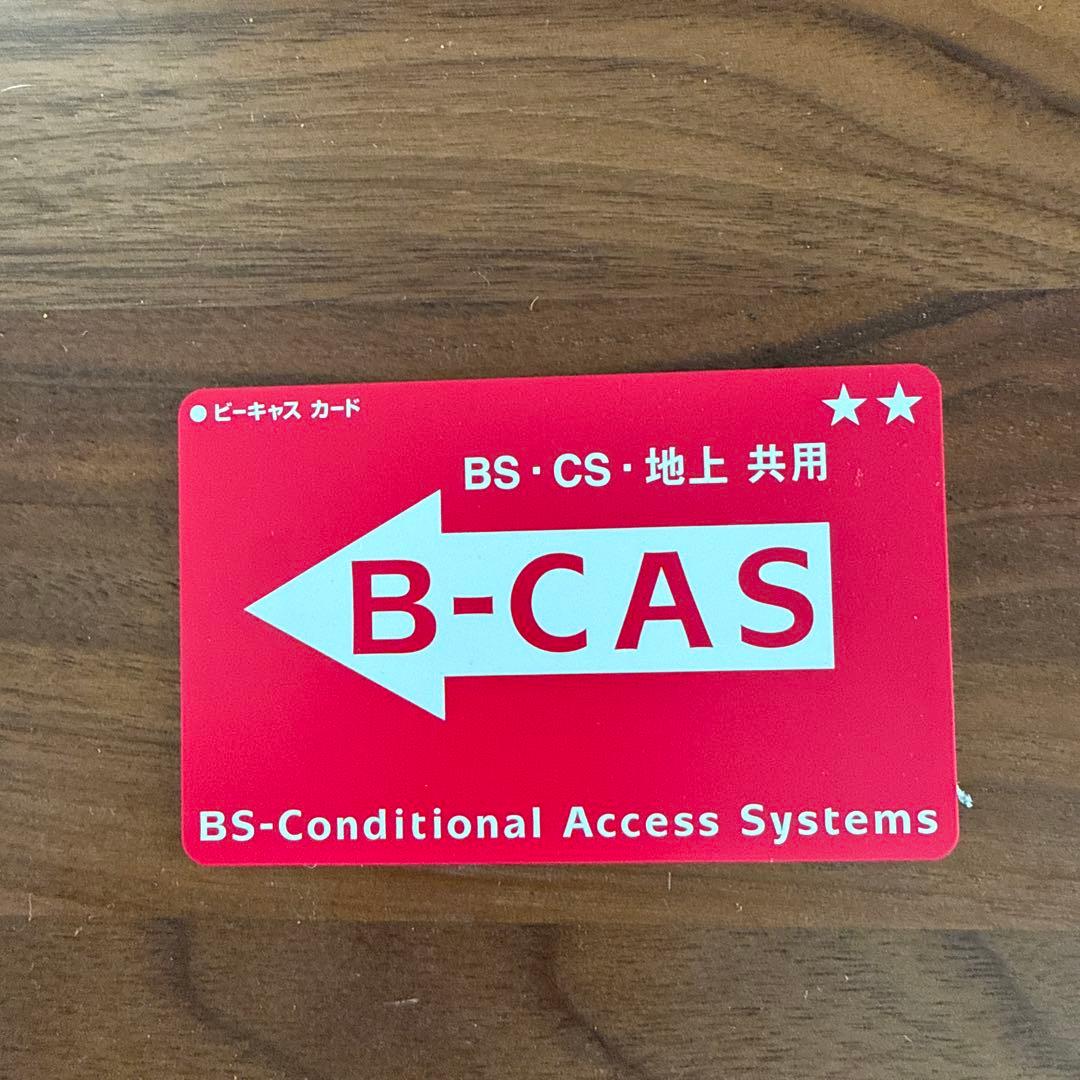 ●ビーキャス カード
★★
BS・CS・地上 共用
B-CAS
BS-Conditional Access Systems